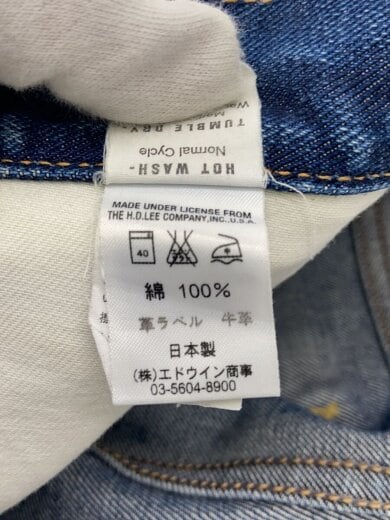 HOT WASH-
Normal Cycle
TUMBLE DRY-
MADE UNDER LICENSE FROM
THE H.D.LEE COMPANY, INC., U.S.A.
40
綿 100%
革ラベル 牛革
日本製
(株)エドウイン商事
03-5604-8900